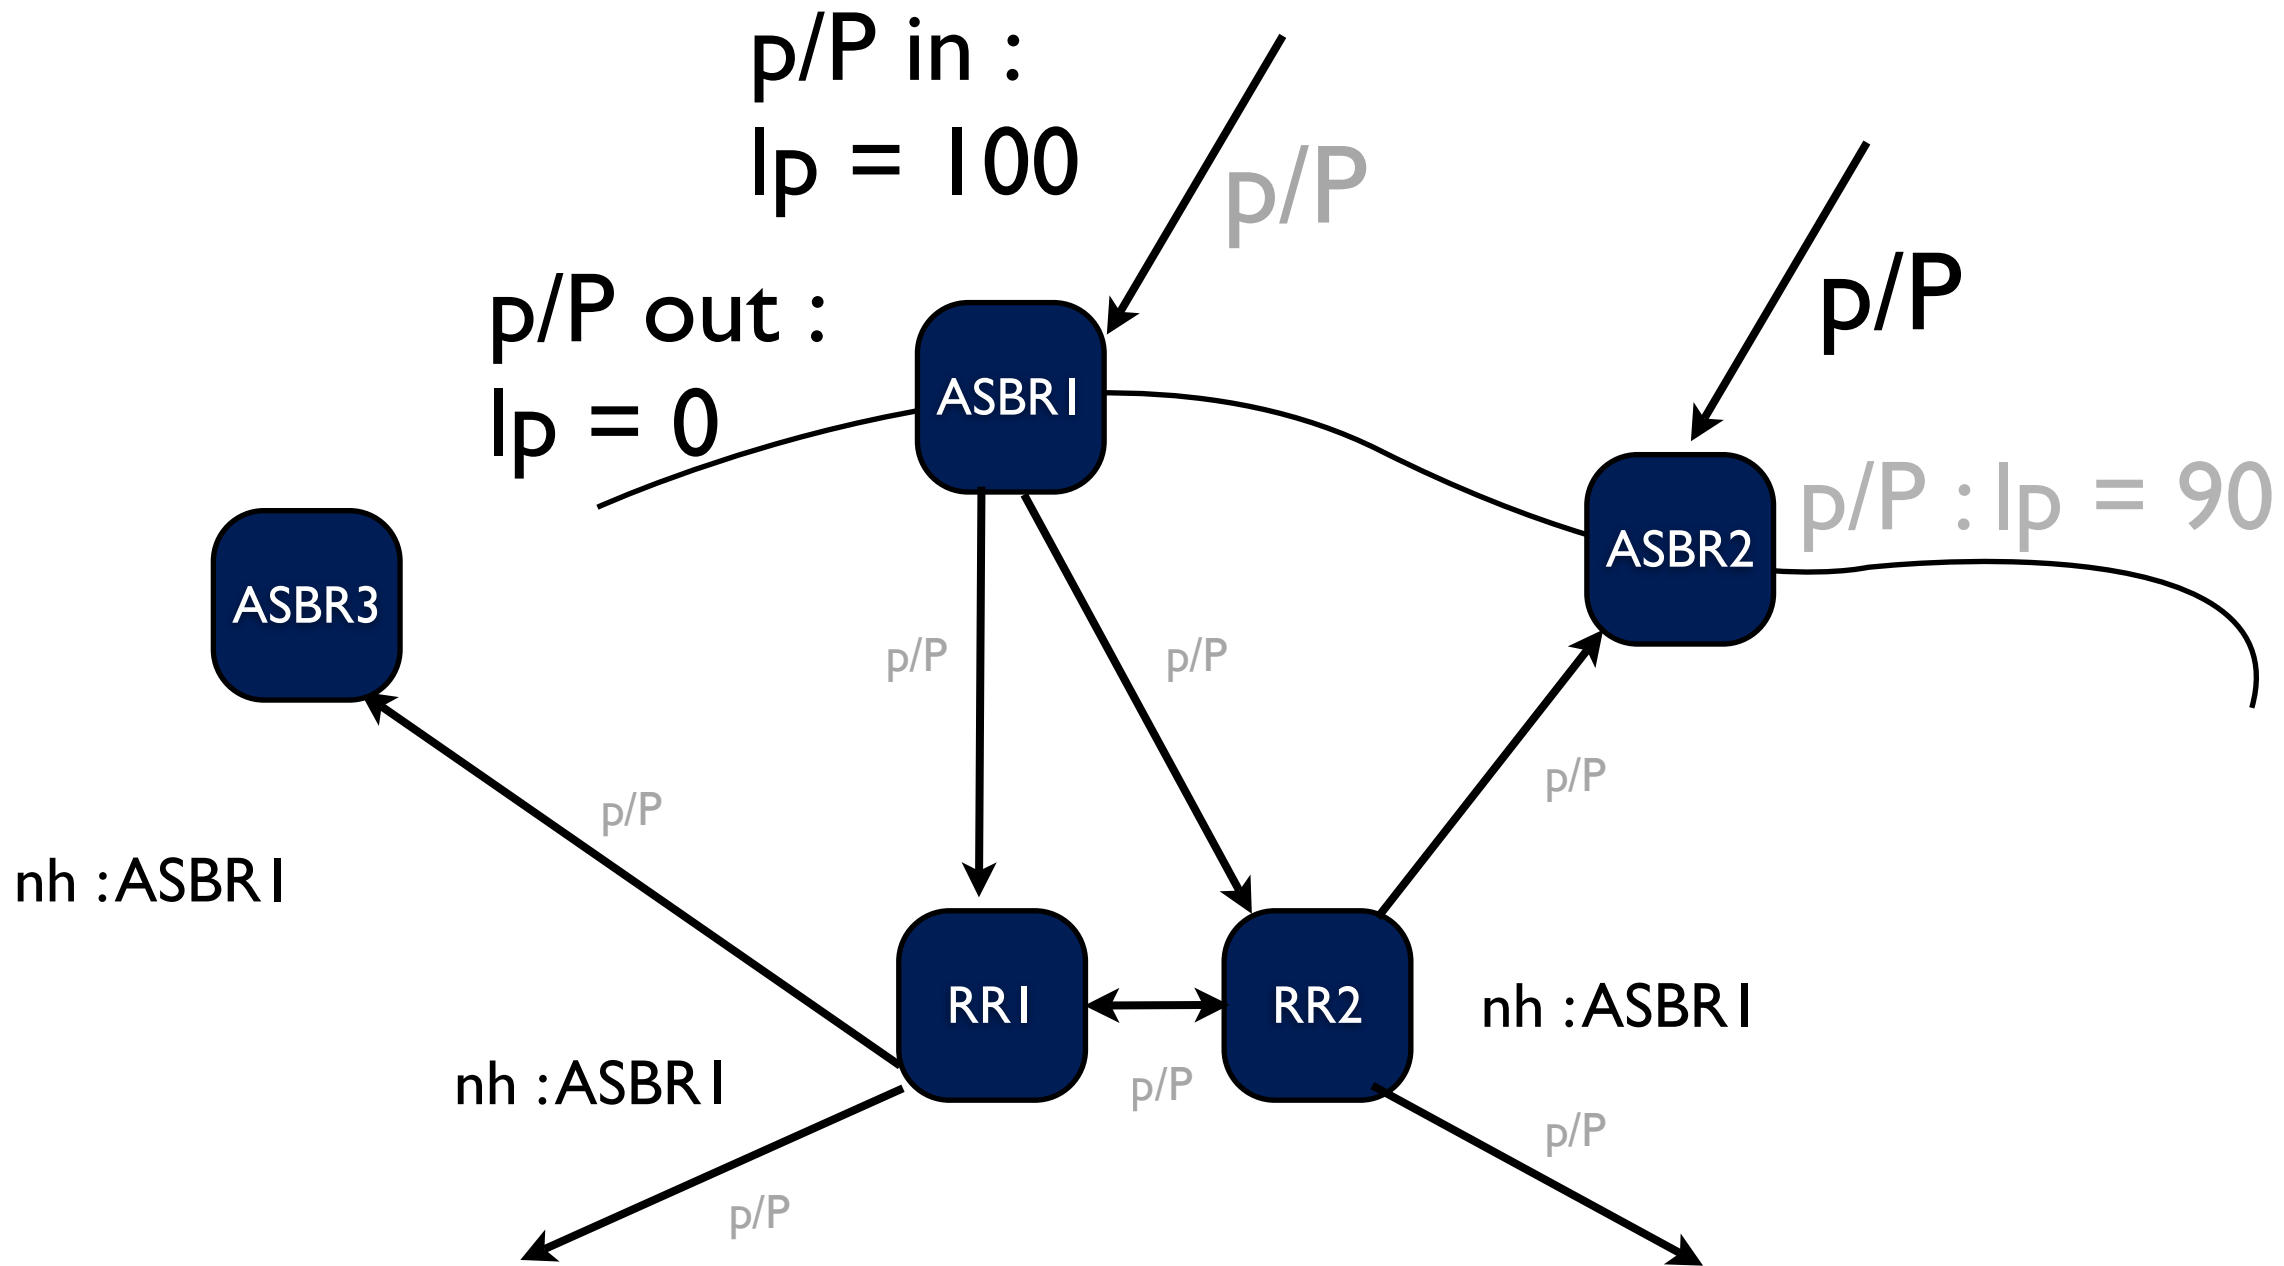 p/P in :
lp = 100
p/P
p/P out :
lp = 0
p/P
ASBR1
p/P : lp = 90
ASBR2
ASBR3
p/P
p/P
p/P
p/P
nh : ASBR1
RR1
RR2
nh : ASBR1
nh : ASBR1
p/P
p/P
p/P